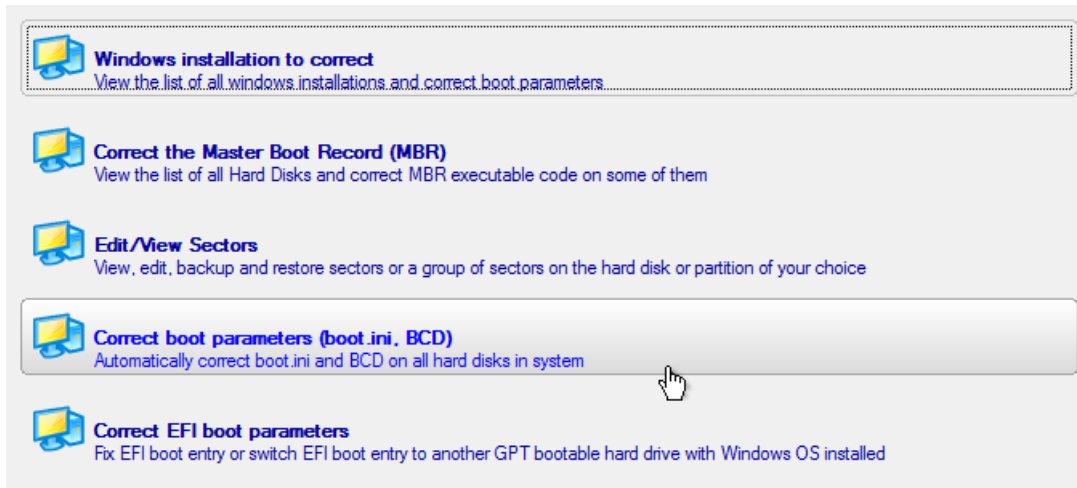 Windows installation to correct
View the list of all windows installations and correct boot parameters
Correct the Master Boot Record (MBR)
View the list of all Hard Disks and correct MBR executable code on some of them
Edit/View Sectors
View, edit, backup and restore sectors or a group of sectors on the hard disk or partition of your choice
Correct boot parameters (boot.ini, BCD)
Automatically correct boot.ini and BCD on all hard disks in system
Correct EFI boot parameters
Fix EFI boot entry or switch EFI boot entry to another GPT bootable hard drive with Windows OS installed